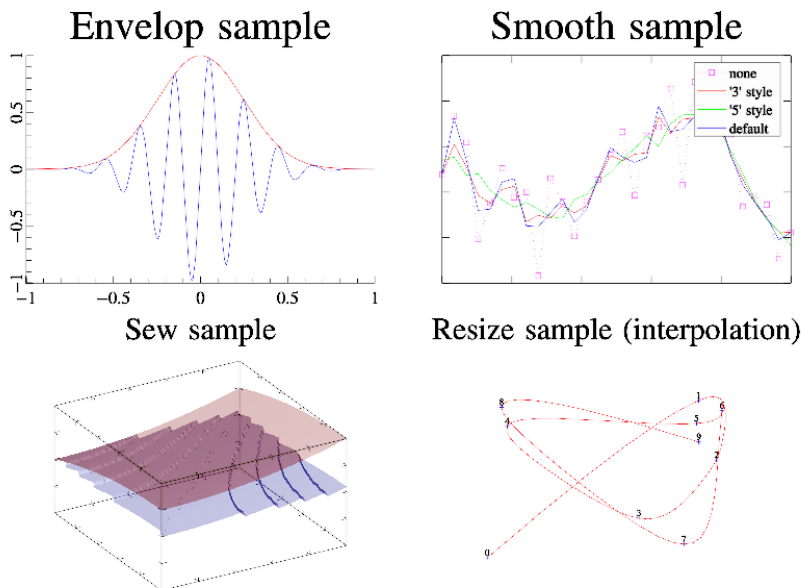 Envelop sample
1
0.5
0
−0.5
−1
−1
−0.5
0
0.5
1
Smooth sample
none
'3' style
'5' style
default
Sew sample
Resize sample (interpolation)
8
4
1
6
5
9
2
3
7
0